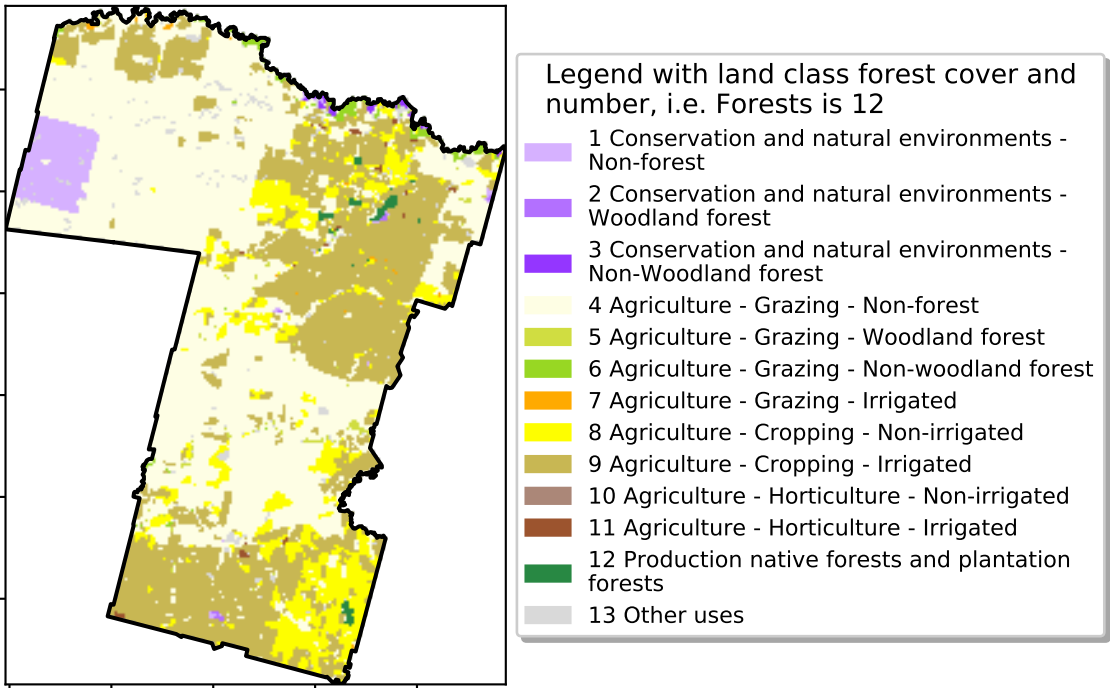 Legend with land class forest cover and
number, i.e. Forests is 12
1 Conservation and natural environments -
Non-forest
2 Conservation and natural environments -
Woodland forest
3 Conservation and natural environments -
Non-Woodland forest
4 Agriculture - Grazing - Non-forest
5 Agriculture - Grazing - Woodland forest
6 Agriculture - Grazing - Non-woodland forest
7 Agriculture - Grazing - Irrigated
8 Agriculture - Cropping - Non-irrigated
9 Agriculture - Cropping - Irrigated
10 Agriculture - Horticulture - Non-irrigated
11 Agriculture - Horticulture - Irrigated
12 Production native forests and plantation
forests
13 Other uses